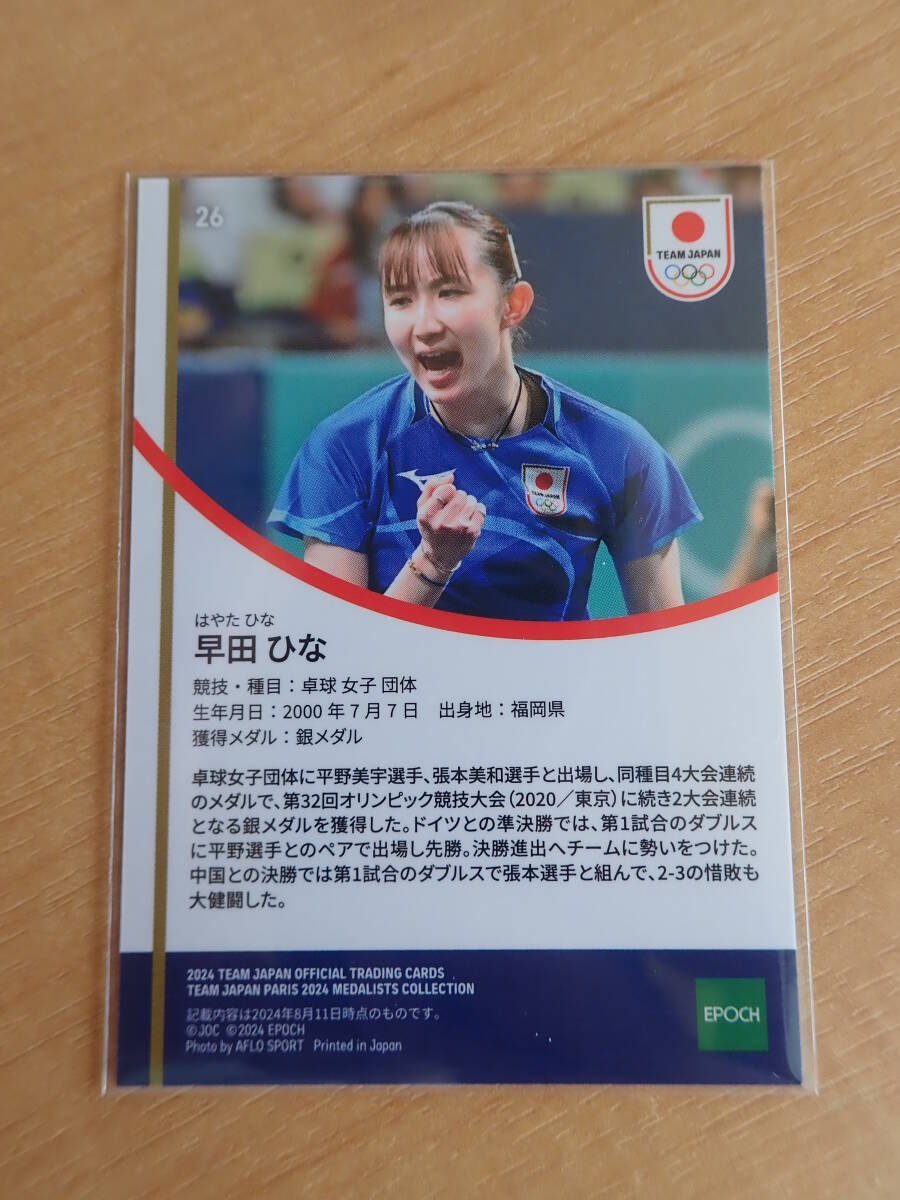 26
TEAM JAPAN
TEAM JAPAN
はやた ひな
早田 ひな
競技・種目：卓球 女子 団体
生年月日：2000 年 7 月 7 日　出身地：福岡県
獲得メダル：銀メダル
卓球女子団体に平野美宇選手、張本美和選手と出場し、同種目4大会連続
のメダルで、第32回オリンピック競技大会（2020／東京）に続き2大会連続
となる銀メダルを獲得した。ドイツとの準決勝では、第1試合のダブルス
に平野選手とのペアで出場し先勝。決勝進出へチームに勢いをつけた。
中国との決勝では第1試合のダブルスで張本選手と組んで、2-3の惜敗も
大健闘した。
2024 TEAM JAPAN OFFICIAL TRADING CARDS
TEAM JAPAN PARIS 2024 MEDALISTS COLLECTION
記載内容は2024年8月11日時点のものです。
©JOC ©2024 EPOCH
Photo by AFLO SPORT Printed in Japan
EPOCH